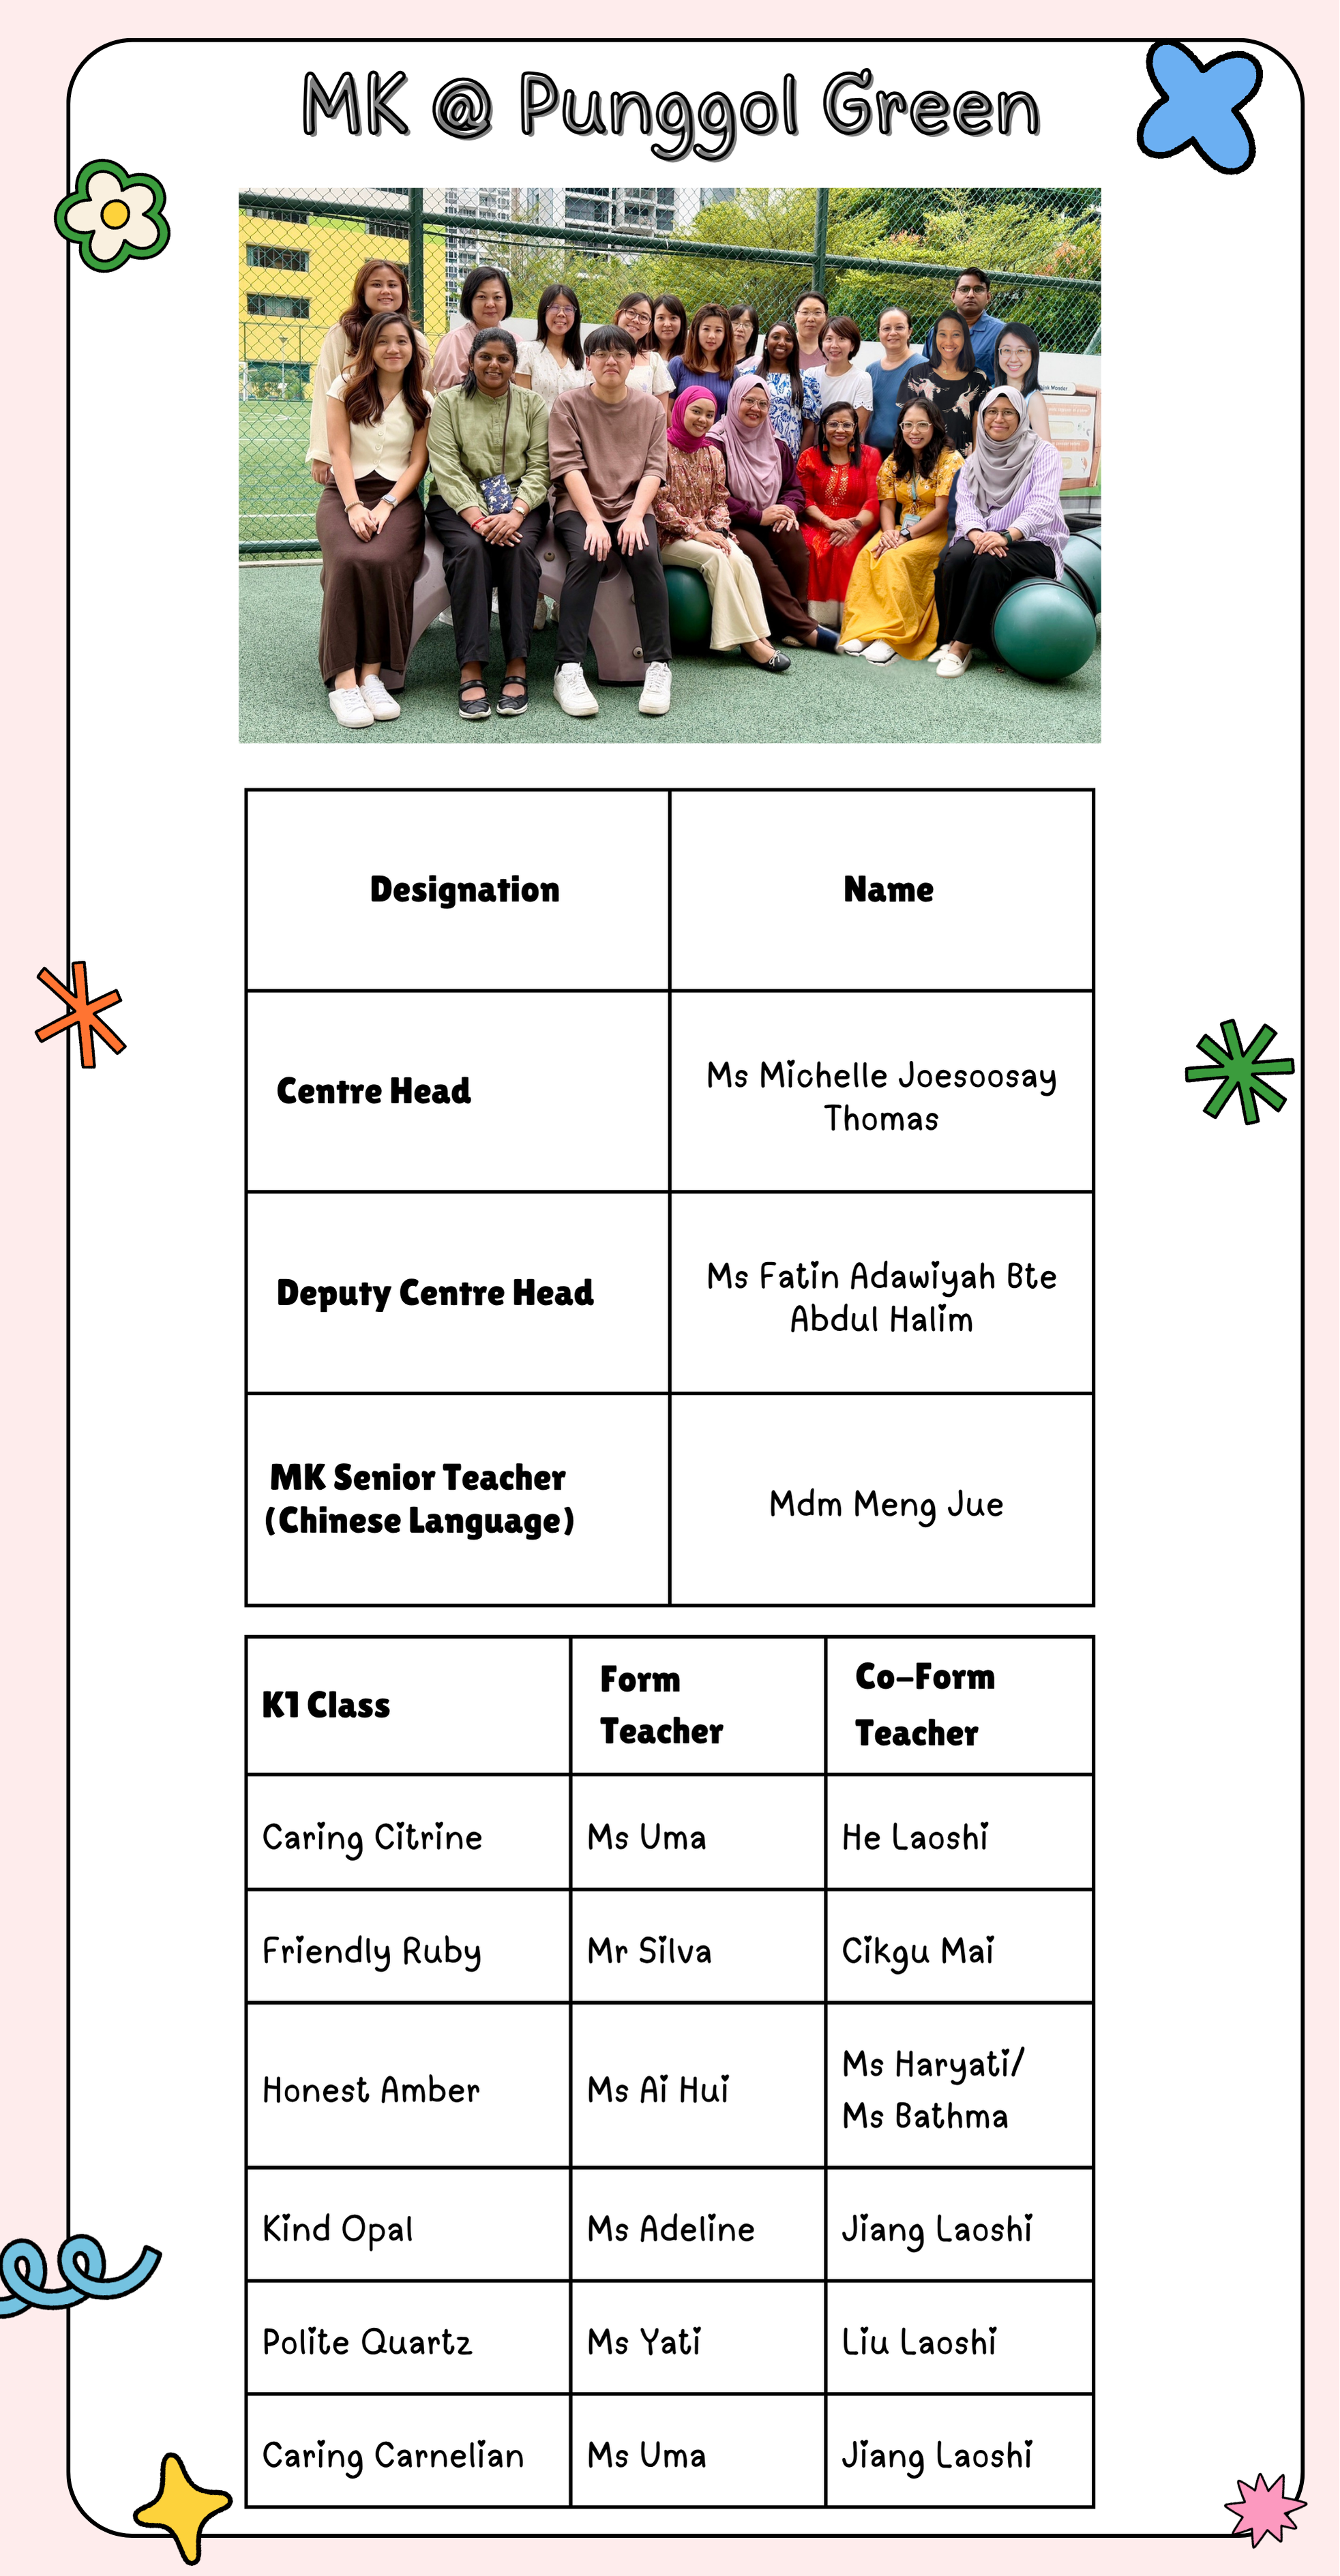 MK @ Punggol Green
Designation
Name
Centre Head
Ms Michelle Joesoosay
Thomas
Deputy Centre Head
Ms Fatin Adawiyah Bte
Abdul Halim
MK Senior Teacher
(Chinese Language)
Mdm Meng Jue
K1 Class
Form
Teacher
Co-Form
Teacher
Caring Citrine
Ms Uma
He Laoshi
Friendly Ruby
Mr Silva
Cikgu Mai
Honest Amber
Ms Ai Hui
Ms Haryati/
Ms Bathma
Kind Opal
Ms Adeline
Jiang Laoshi
Polite Quartz
Ms Yati
Liu Laoshi
Caring Carnelian
Ms Uma
Jiang Laoshi